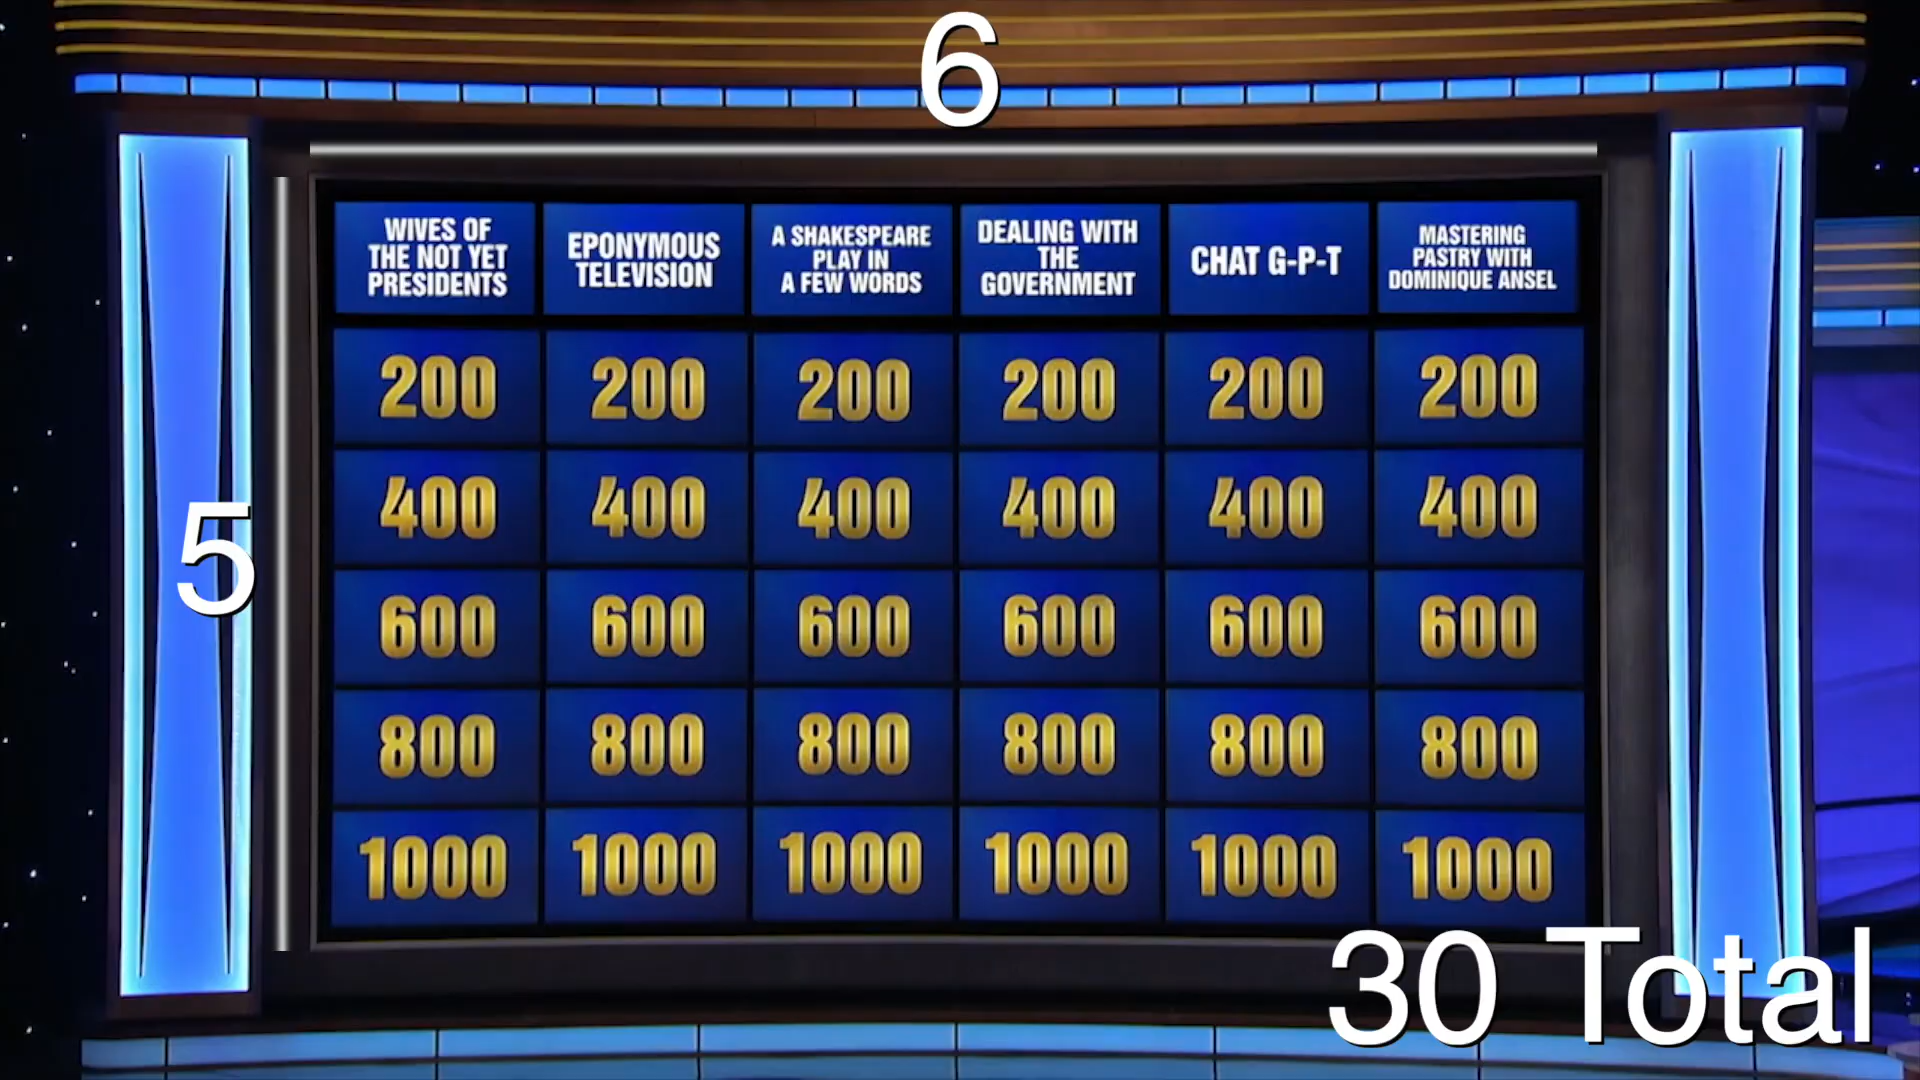 6
5
WIVES OF
THE NOT YET
PRESIDENTS
EPONYMOUS
TELEVISION
A SHAKESPEARE
PLAY IN
A FEW WORDS
DEALING WITH
THE
GOVERNMENT
CHAT G-P-T
MASTERING
PASTRY WITH
DOMINIQUE ANSEL
200 200 200 200 200 200
400 400 400 400 400 400
600 600 600 600 600 600
800 800 800 800 800 800
1000 1000 1000 1000 1000 1000
30 Total